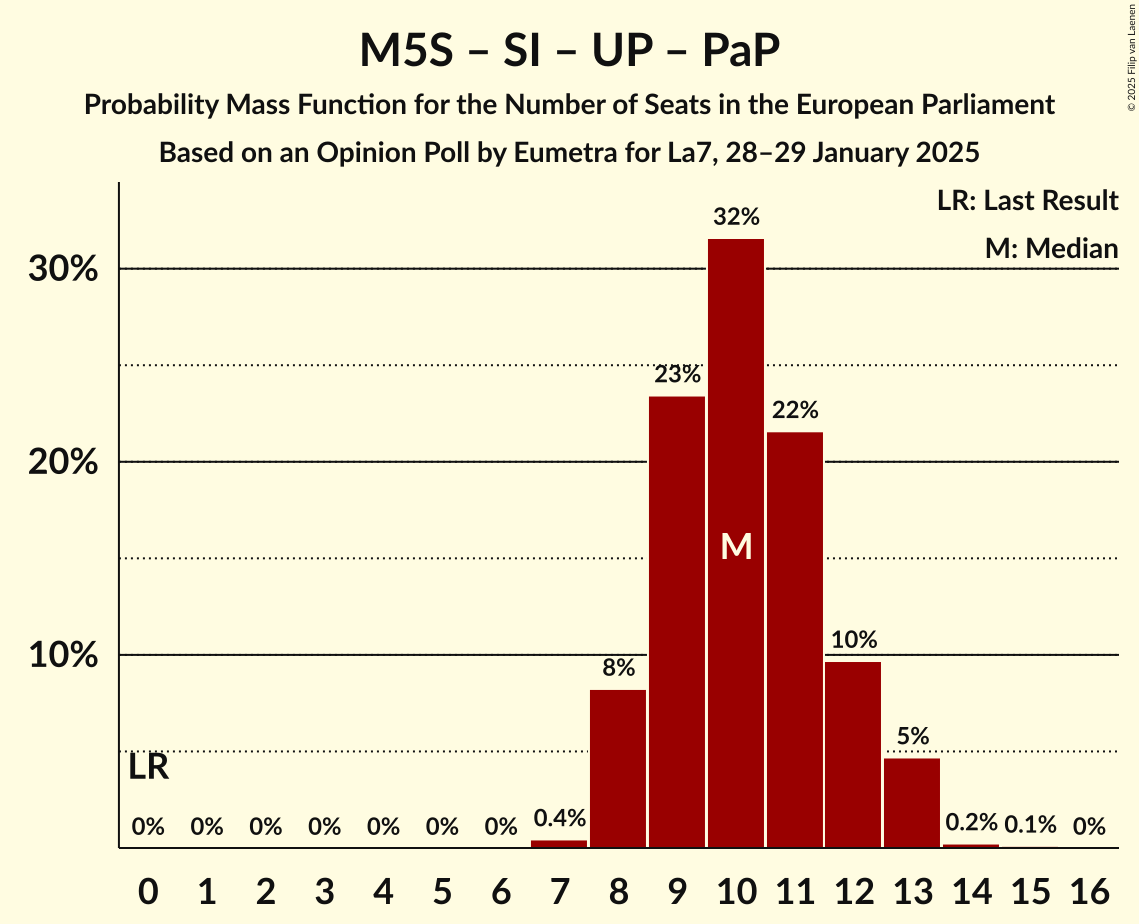 M5S – SI – UP – PaP
Probability Mass Function for the Number of Seats in the European Parliament
Based on an Opinion Poll by Eumetra for La7, 28–29 January 2025
© 2025 Filip van Laenen
LR: Last Result
M: Median
32%
30%
23%
22%
20%
M
10%
10%
8%
5%
LR
0% 0% 0% 0% 0% 0% 0% 0.4% 0.2% 0.1% 0%
0 1 2 3 4 5 6 7 8 9 10 11 12 13 14 15 16